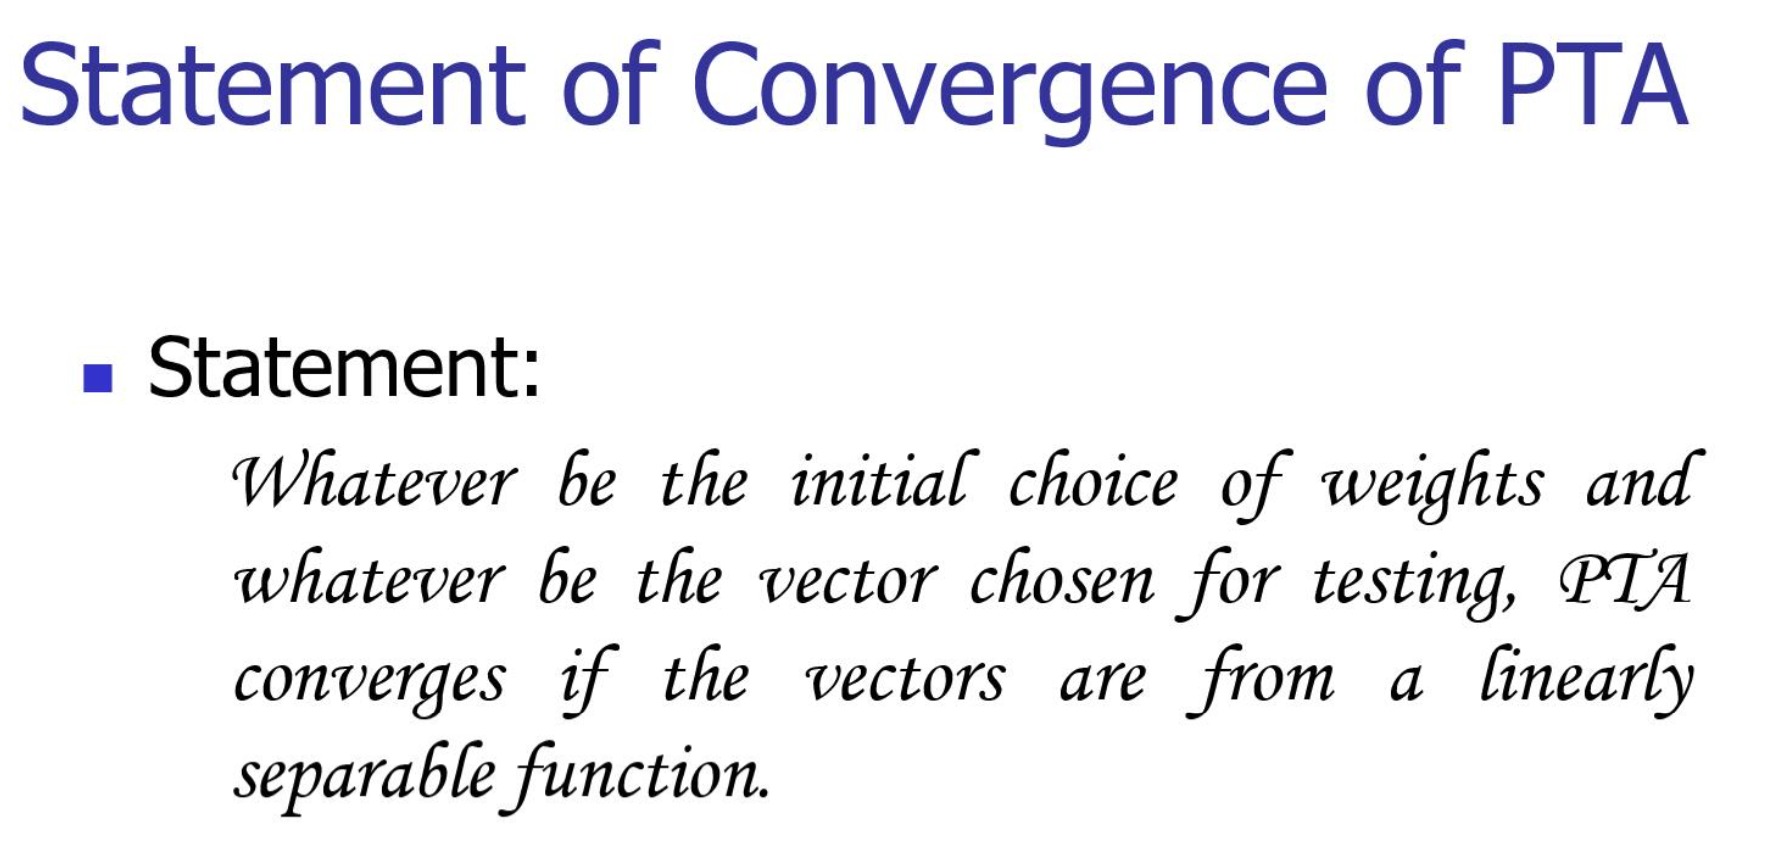 Statement of Convergence of PTA
Statement:
Whatever be the initial choice of weights and
whatever be the vector chosen for testing, PTA
converges if the vectors are from a linearly
separable function.